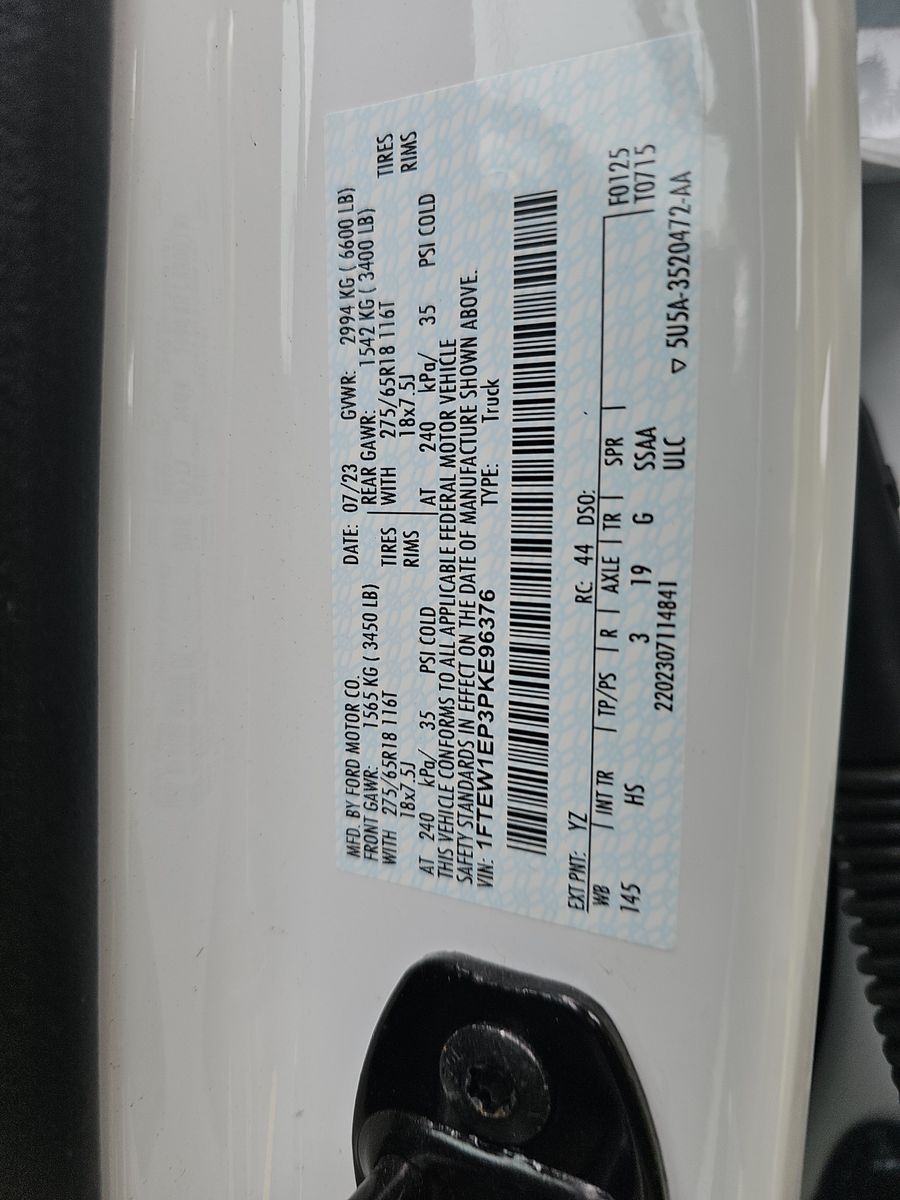 MFD. BY FORD MOTOR CO. DATE: 07/23 GVWR: 2994 KG ( 6600 LB)
FRONT GAWR: 1565 KG ( 3450 LB) REAR GAWR: 1542 KG ( 3400 LB)
WITH 275/65R18 116T TIRES WITH 275/65R18 116T TIRES
18x7.5J RIMS 18x7.5J RIMS
AT 240 kPa/ 35 PSI COLD AT 240 kPa/ 35 PSI COLD
THIS VEHICLE CONFORMS TO ALL APPLICABLE FEDERAL MOTOR VEHICLE
SAFETY STANDARDS IN EFFECT ON THE DATE OF MANUFACTURE SHOWN ABOVE.
VIN: 1FTEW1EP3PKE96376 TYPE: Truck
EXT PNT: YZ RC: 44 DSO:
WB INT TR TP/PS R AXLE TR SPR F0125
145 HS 3 19 G SSAA T0715
2202307114841 ULC ▽ 5U5A-3520472-AA